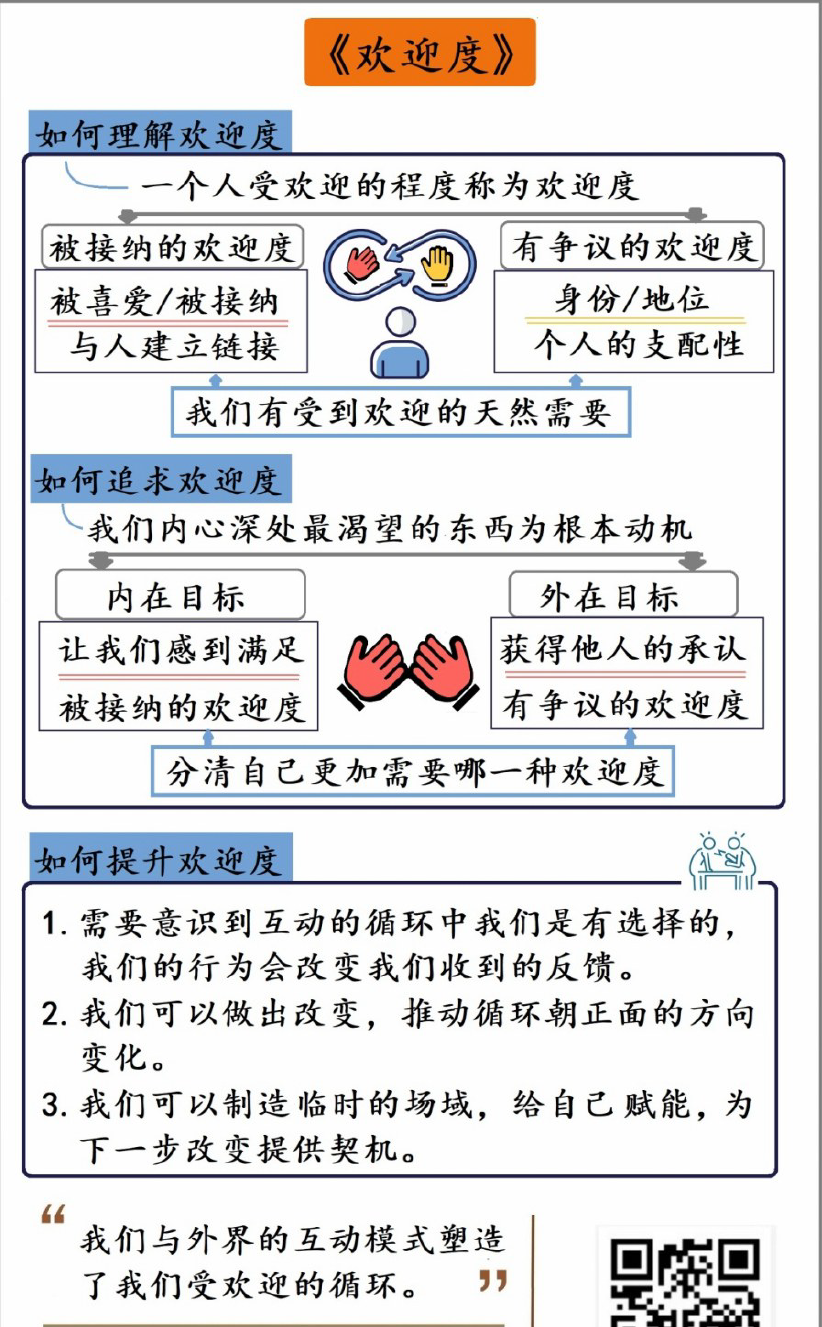 《欢迎度》
如何理解欢迎度
一个人受欢迎的程度称为欢迎度
被接纳的欢迎度
有争议的欢迎度
被喜爱/被接纳
与人建立链接
身份/地位
个人的支配性
我们有受到欢迎的天然需要
如何追求欢迎度
我们内心深处最渴望的东西为根本动机
内在目标
外在目标
让我们感到满足
被接纳的欢迎度
获得他人的承认
有争议的欢迎度
分清自己更加需要哪一种欢迎度
如何提升欢迎度
1. 需要意识到互动的循环中我们是有选择的，
我们的行为会改变我们收到的反馈。
2. 我们可以做出改变，推动循环朝正面的方向
变化。
3. 我们可以制造临时的场域，给自己赋能，为
下一步改变提供契机。
“我们与外界的互动模式塑造
了我们受欢迎的循环。”